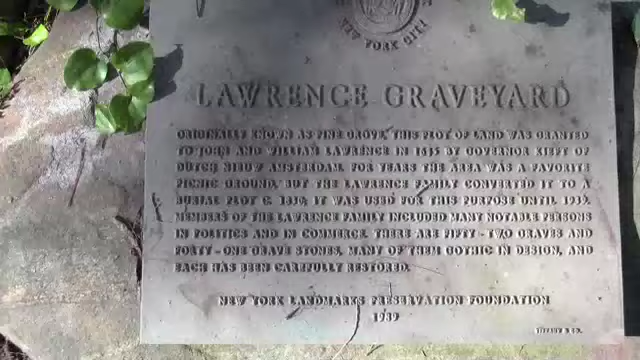 NEW YORK CITY
LAWRENCE GRAVEYARD
ORIGINALLY KNOWN AS PINE GROVE, THIS PLOT OF LAND WAS GRANTED
TO JOHN AND WILLIAM LAWRENCE IN 1645 BY GOVERNOR KIEFT OF
DUTCH NIEUW AMSTERDAM. FOR YEARS THE AREA WAS A FAVORITE
PICNIC GROUND, BUT THE LAWRENCE FAMILY CONVERTED IT TO A
BURIAL PLOT C. 1830; IT WAS USED FOR THIS PURPOSE UNTIL 1939.
MEMBERS OF THE LAWRENCE FAMILY INCLUDED MANY NOTABLE PERSONS
IN POLITICS AND IN COMMERCE. THERE ARE FIFTY-TWO GRAVES AND
FORTY-ONE GRAVE STONES, MANY OF THEM GOTHIC IN DESIGN, AND
EACH HAS BEEN CAREFULLY RESTORED.
NEW YORK LANDMARKS PRESERVATION FOUNDATION
1989
TIFFANY & CO.